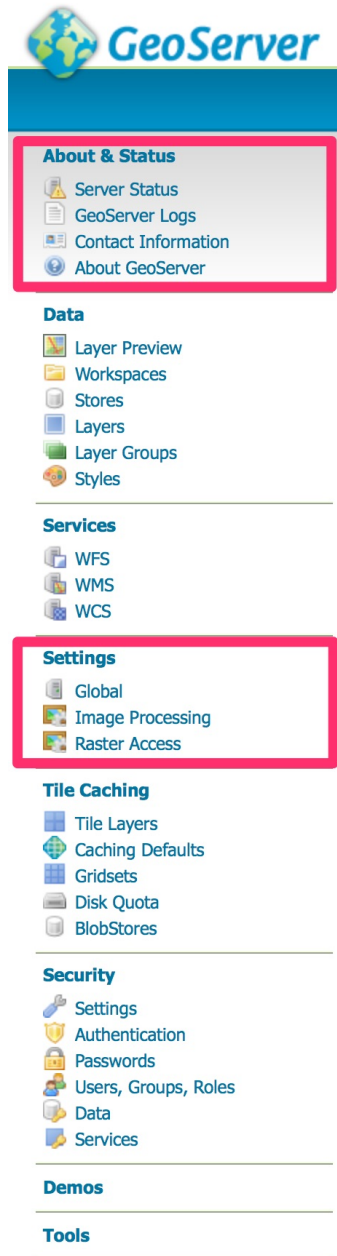 GeoServer
About & Status
Server Status
GeoServer Logs
Contact Information
About GeoServer
Data
Layer Preview
Workspaces
Stores
Layers
Layer Groups
Styles
Services
WFS
WMS
WCS
Settings
Global
Image Processing
Raster Access
Tile Caching
Tile Layers
Caching Defaults
Gridsets
Disk Quota
BlobStores
Security
Settings
Authentication
Passwords
Users, Groups, Roles
Data
Services
Demos
Tools